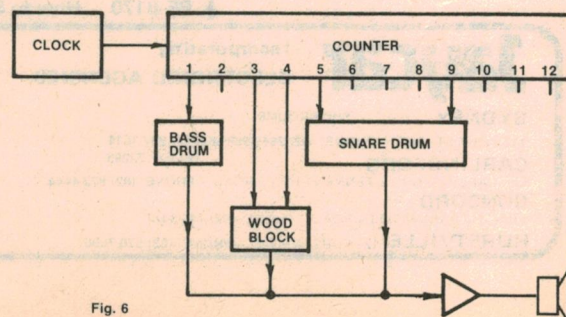 CLOCK
COUNTER
1 2 3 4 5 6 7 8 9 10 11 12
BASS
DRUM
SNARE DRUM
WOOD
BLOCK
Fig. 6